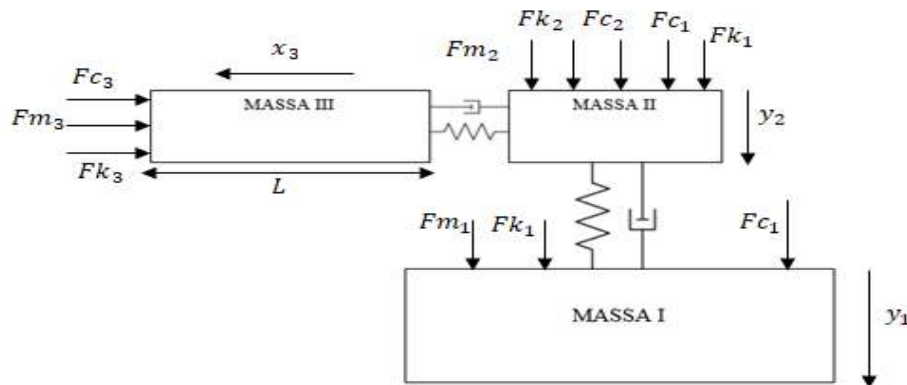 Fk₂ Fc₂ Fc₁ Fk₁
Fm₂
x₃
Fc₃
MASSA III
MASSA II
Fm₃
y₂
Fk₃
L
Fm₁ Fk₁ Fc₁
MASSA I
y₁